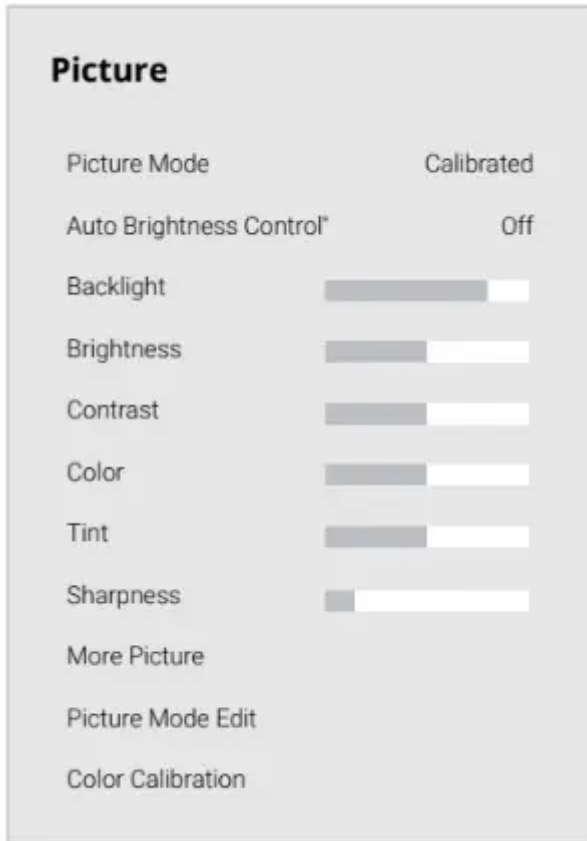 Picture
Picture Mode Calibrated
Auto Brightness Control* Off
Backlight
Brightness
Contrast
Color
Tint
Sharpness
More Picture
Picture Mode Edit
Color Calibration